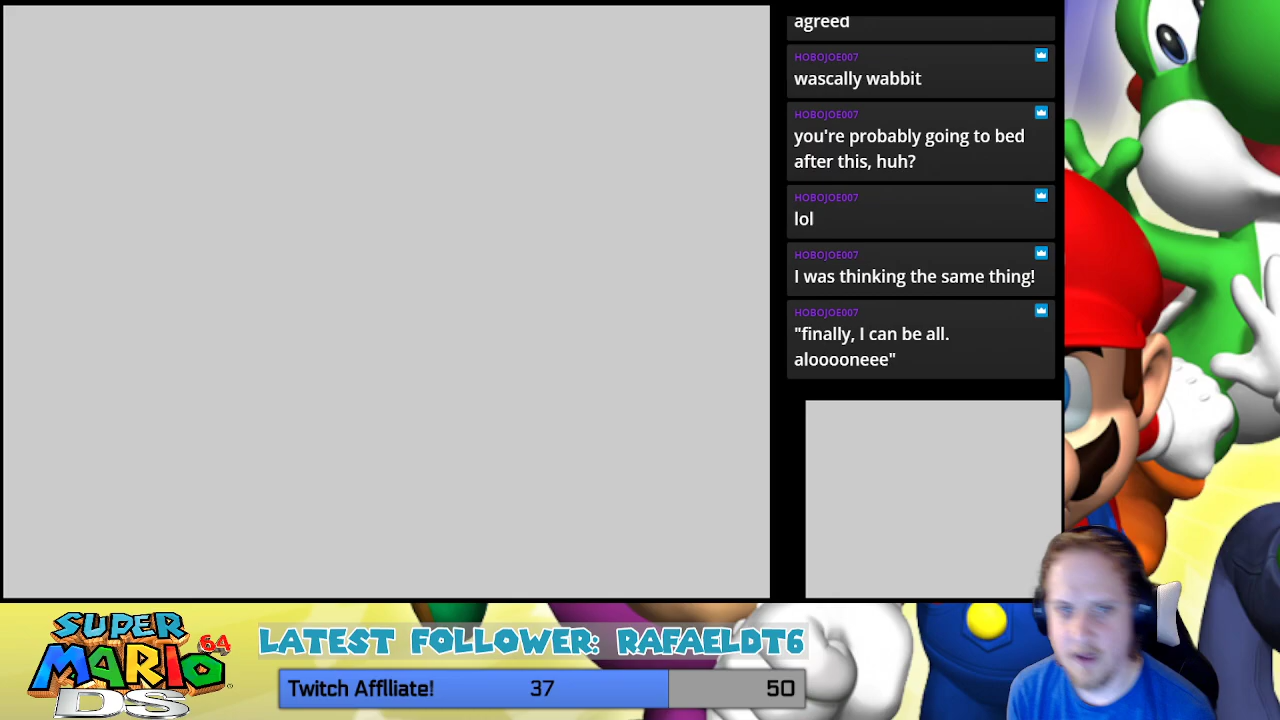 agreed
HOBOJOE007
wascally wabbit
HOBOJOE007
you're probably going to bed
after this, huh?
HOBOJOE007
lol
HOBOJOE007
I was thinking the same thing!
HOBOJOE007
"finally, I can be all.
alooooneee"
SUPER
MARIO 64
DS
LATEST FOLLOWER: RAFAELDT6
Twitch Affiliate! 37 50